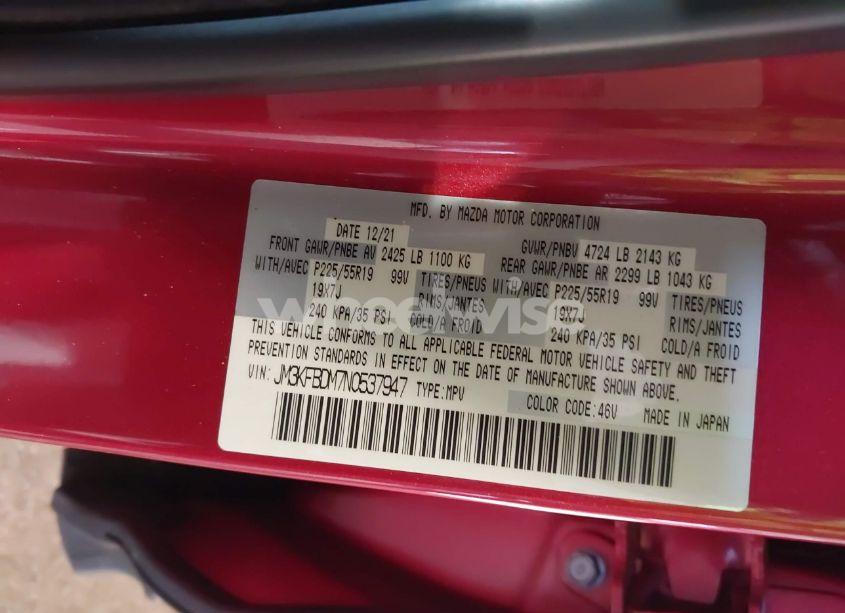 MFD. BY MAZDA MOTOR CORPORATION
DATE 12/21 GVWR/PNBV 4724 LB 2143 KG
FRONT GAWR/PNBE AV 2425 LB 1100 KG REAR GAWR/PNBE AR 2299 LB 1043 KG
WITH/AVEC P225/55R19 99V TIRES/PNEUS WITH/AVEC P225/55R19 99V TIRES/PNEUS
19X7J RIMS/JANTES 19X7J RIMS/JANTES
240 KPA/35 PSI COLD/A FROID 240 KPA/35 PSI COLD/A FROID
THIS VEHICLE CONFORMS TO ALL APPLICABLE FEDERAL MOTOR VEHICLE SAFETY AND THEFT
PREVENTION STANDARDS IN EFFECT ON THE DATE OF MANUFACTURE SHOWN ABOVE.
VIN: JM3KFBDM7N0537947 TYPE:MPV COLOR CODE:46V MADE IN JAPAN